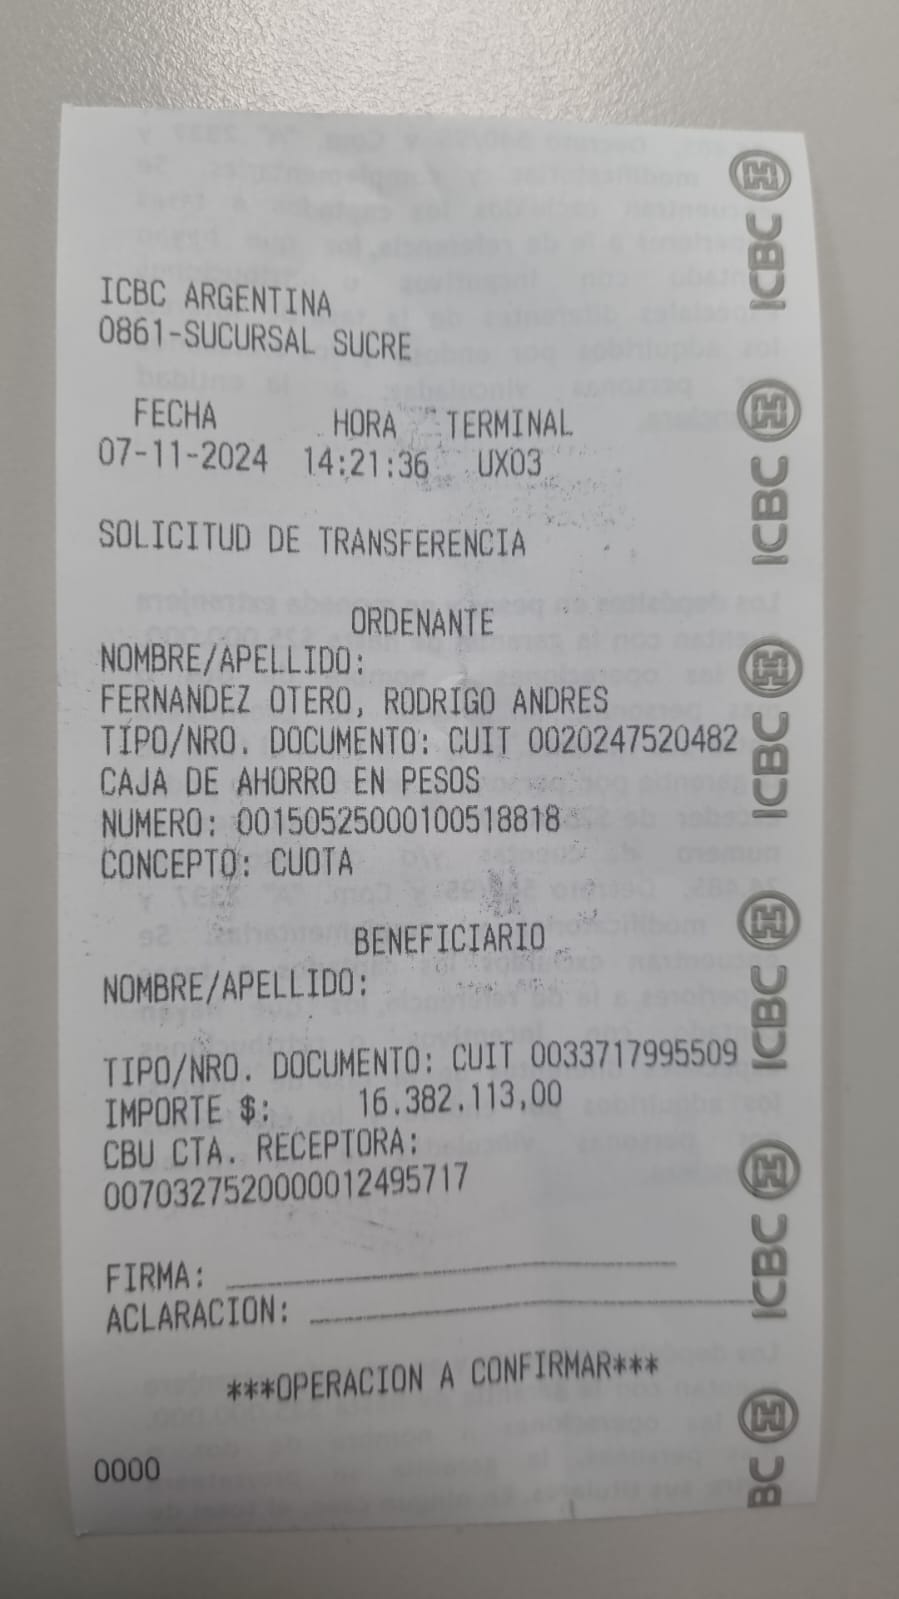 ICBC ARGENTINA
0861-SUCURSAL SUCRE
FECHA HORA TERMINAL
07-11-2024 14:21:36 UX03
SOLICITUD DE TRANSFERENCIA
ORDENANTE
NOMBRE/APELLIDO:
FERNANDEZ OTERO, RODRIGO ANDRES
TIPO/NRO. DOCUMENTO: CUIT 0020247520482
CAJA DE AHORRO EN PESOS
NUMERO: 00150525000100518818
CONCEPTO: CUOTA
BENEFICIARIO
NOMBRE/APELLIDO:
TIPO/NRO. DOCUMENTO: CUIT 0033717995509
IMPORTE $: 16.382.113,00
CBU CTA. RECEPTORA:
0070327520000012495717
FIRMA:
ACLARACION:
***OPERACION A CONFIRMAR***
0000
ICBC
ICBC
ICBC
ICBC
ICBC
BC